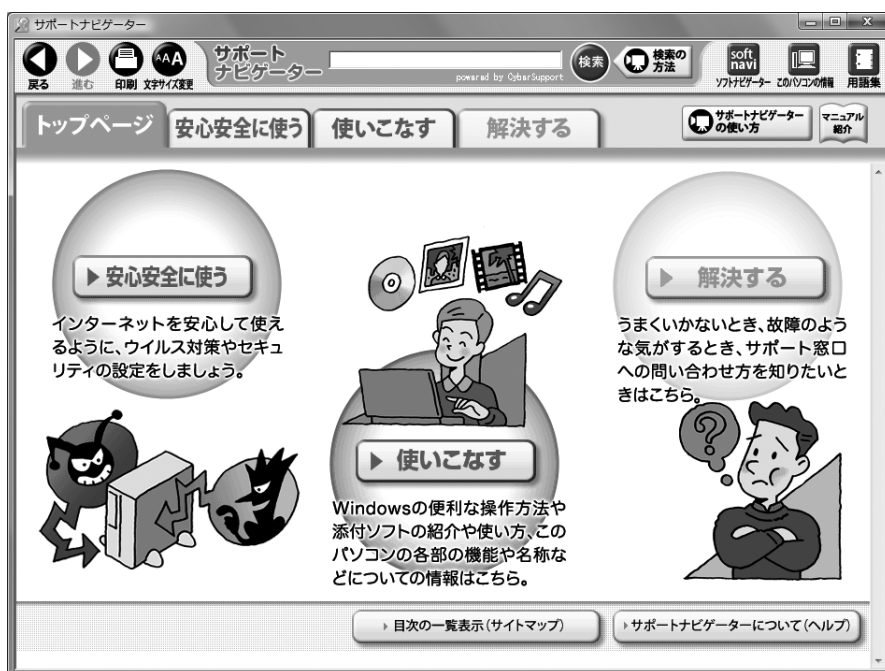 サポートナビゲーター
戻る
進む
印刷
AAA
文字サイズ変更
サポート
ナビゲーター
powered by CyberSupport
検索
検索の
方法
soft
navi
ソフトナビゲーター
このパソコンの情報
用語集
トップページ
安心安全に使う
使いこなす
解決する
サポートナビゲーター
の使い方
マニュアル
紹介
安心安全に使う
インターネットを安心して使え
るように、ウイルス対策やセキュ
リティの設定をしましょう。
使いこなす
Windowsの便利な操作方法や
添付ソフトの紹介や使い方、この
パソコンの各部の機能や名称な
どについての情報はこちら。
解決する
うまくいかないとき、故障のよう
な気がするとき、サポート窓口
への問い合わせ方を知りたいと
きはこちら。
?
目次の一覧表示(サイトマップ)
サポートナビゲーターについて(ヘルプ)